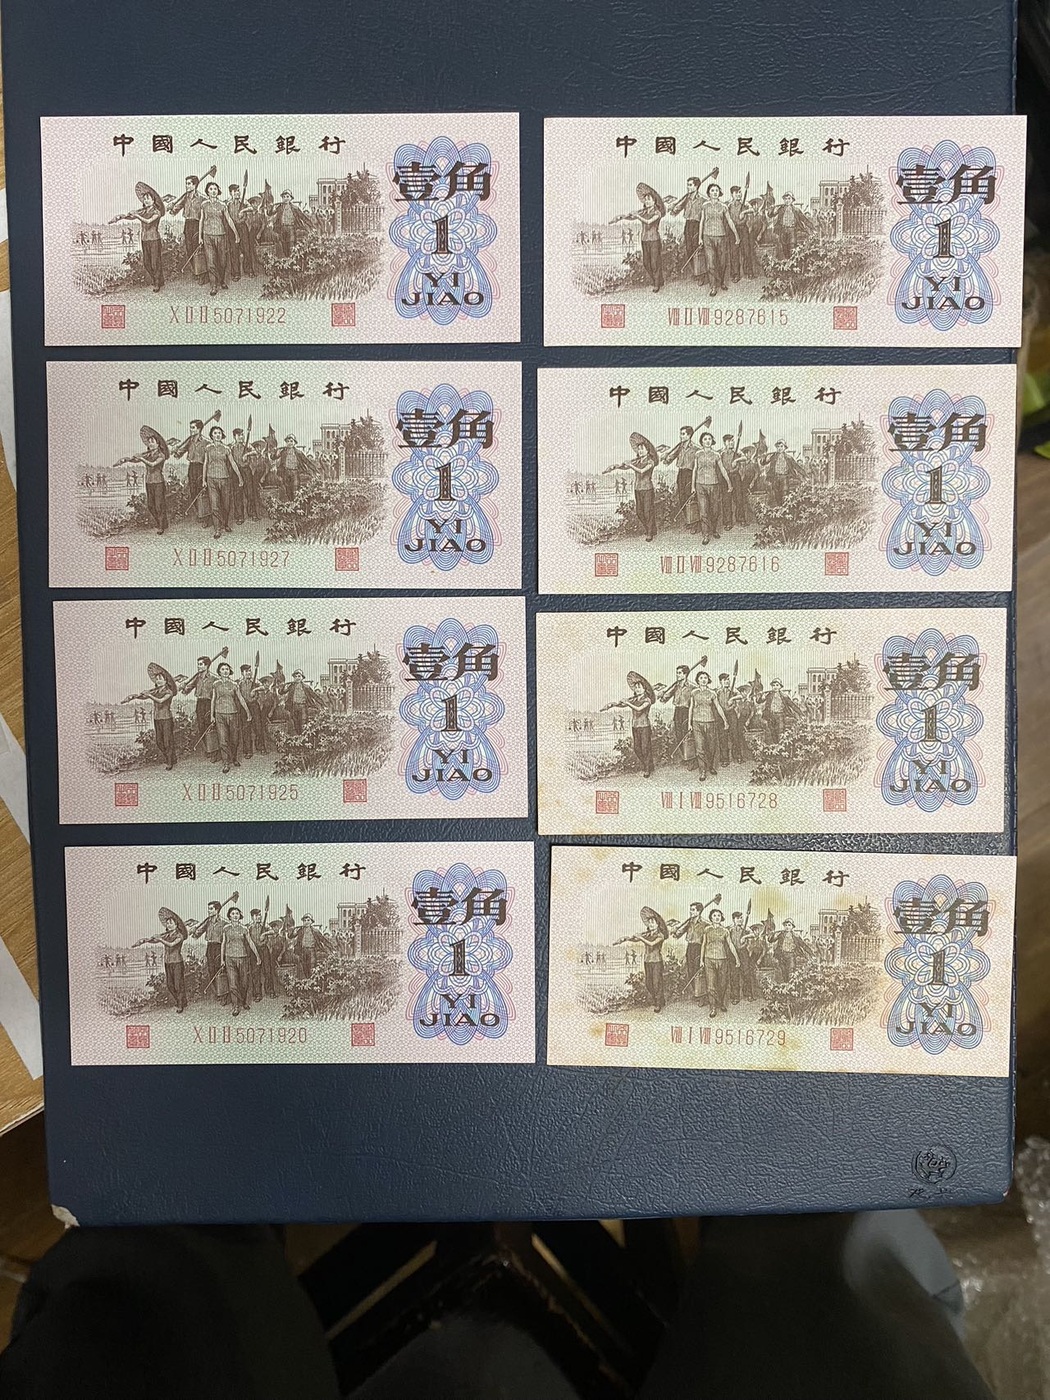 中國人民銀行
壹角
1
YI
JIAO
X II II 5071922
中國人民銀行
壹角
1
YI
JIAO
VIII II VIII 9287615
中國人民銀行
壹角
1
YI
JIAO
X II II 5071927
中國人民銀行
壹角
1
YI
JIAO
VIII II VIII 9287616
中國人民銀行
壹角
1
YI
JIAO
X II II 5071925
中國人民銀行
壹角
1
YI
JIAO
VIII I VIII 9516728
中國人民銀行
壹角
1
YI
JIAO
X II II 5071920
中國人民銀行
壹角
1
YI
JIAO
VIII I VIII 9516729